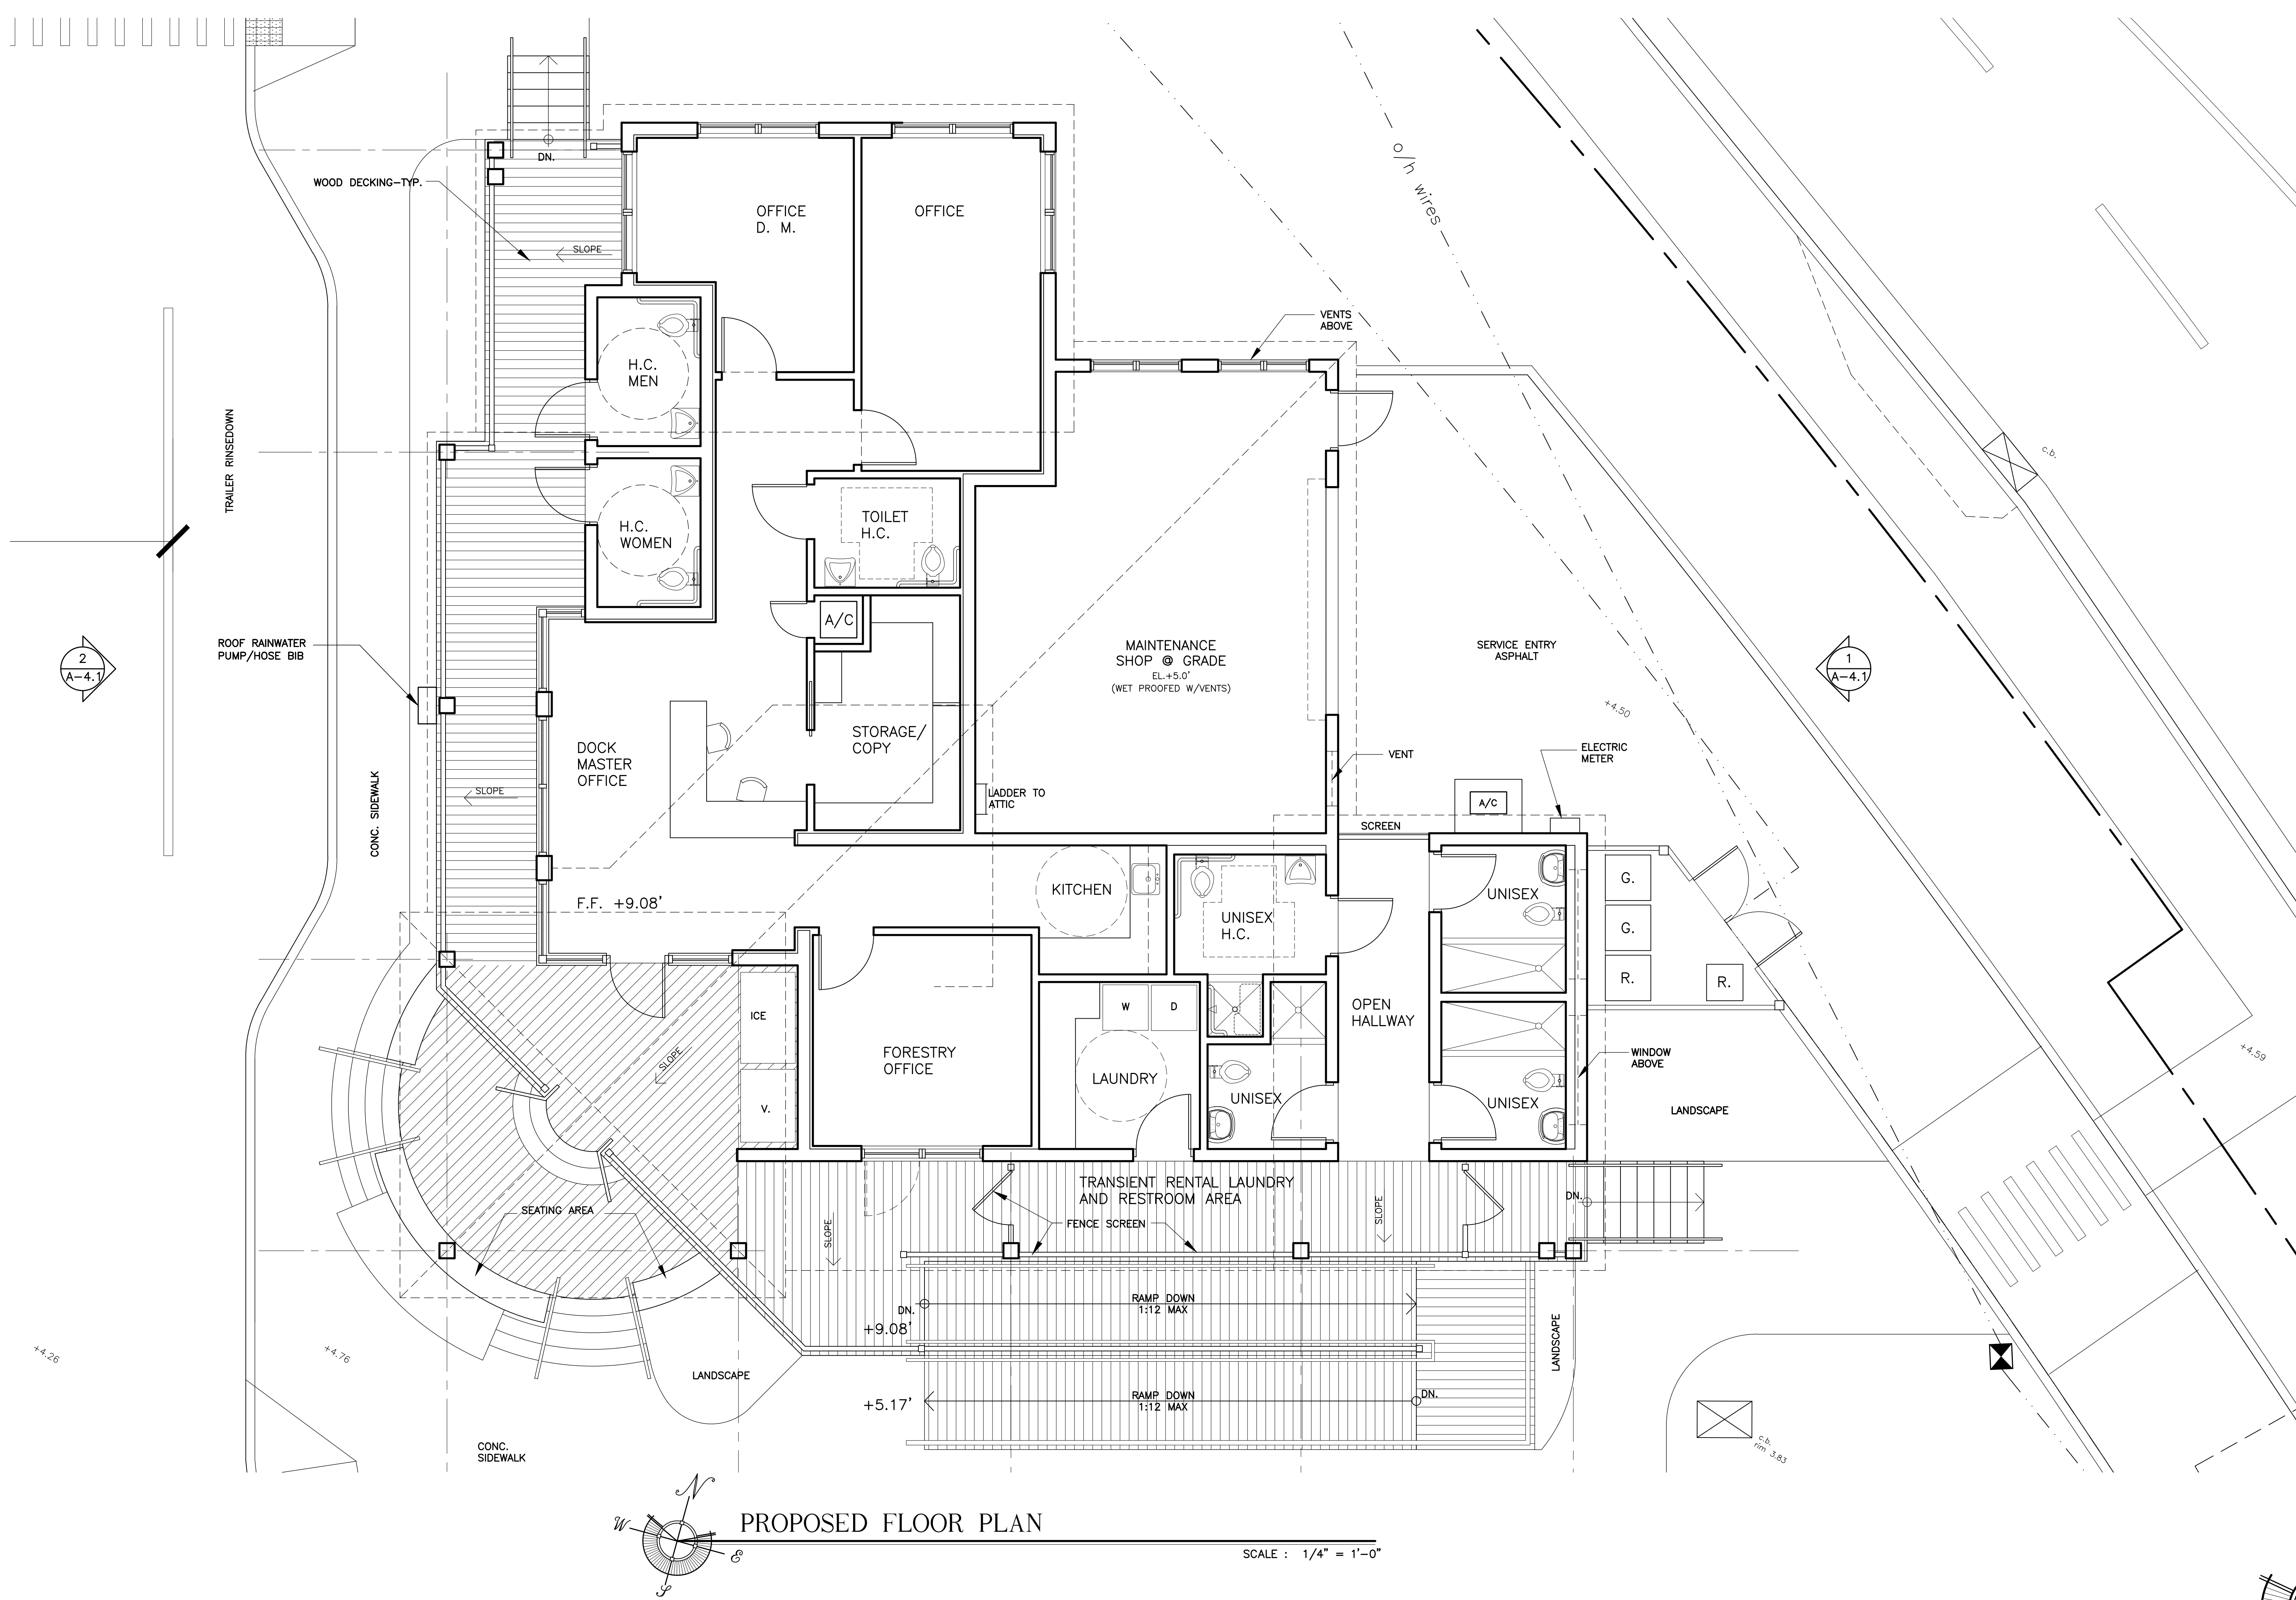 DN.
WOOD DECKING-TYP.
SLOPE
OFFICE
D. M.
OFFICE
o/h wires
VENTS
ABOVE
H.C.
MEN
TRAILER RINSEDOWN
c.b.
H.C.
WOMEN
TOILET
H.C.
A/C
ROOF RAINWATER
PUMP/HOSE BIB
2
A-4.1
MAINTENANCE
SHOP @ GRADE
EL.+5.0'
(WET PROOFED W/VENTS)
SERVICE ENTRY
ASPHALT
1
A-4.1
+4.50
DOCK
MASTER
OFFICE
STORAGE/
COPY
VENT
ELECTRIC
METER
CONC. SIDEWALK
SLOPE
LADDER TO
ATTIC
A/C
SCREEN
F.F. +9.08'
KITCHEN
UNISEX
H.C.
UNISEX
G.
G.
R.
R.
ICE
V.
SLOPE
FORESTRY
OFFICE
W
D
LAUNDRY
UNISEX
OPEN
HALLWAY
UNISEX
WINDOW
ABOVE
+4.59
LANDSCAPE
SEATING AREA
SLOPE
TRANSIENT RENTAL LAUNDRY
AND RESTROOM AREA
FENCE SCREEN
SLOPE
DN.
DN.
+9.08'
RAMP DOWN
1:12 MAX
LANDSCAPE
+4.26
+4.76
LANDSCAPE
+5.17'
RAMP DOWN
1:12 MAX
DN.
c.b.
rim 3.83
CONC.
SIDEWALK
N
W
E
S
PROPOSED FLOOR PLAN
SCALE : 1/4" = 1'-0"